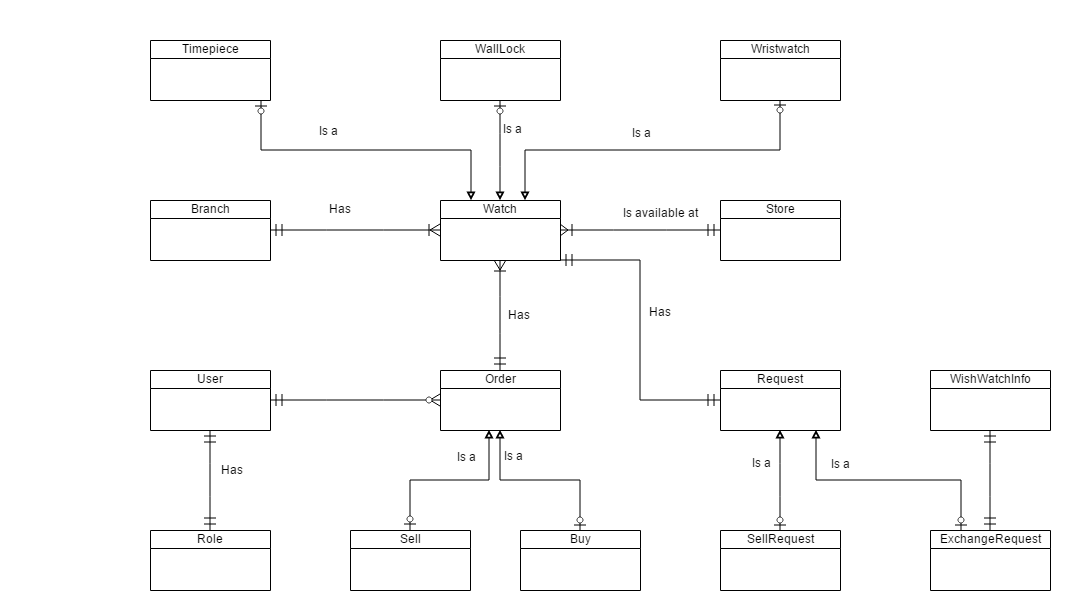 Timepiece
WallLock
Wristwatch
Is a
Is a
Is a
Branch
Has
Watch
Is available at
Store
Has
Has
User
Order
Request
WishWatchInfo
Has
Is a
Is a
Is a
Is a
Role
Sell
Buy
SellRequest
ExchangeRequest